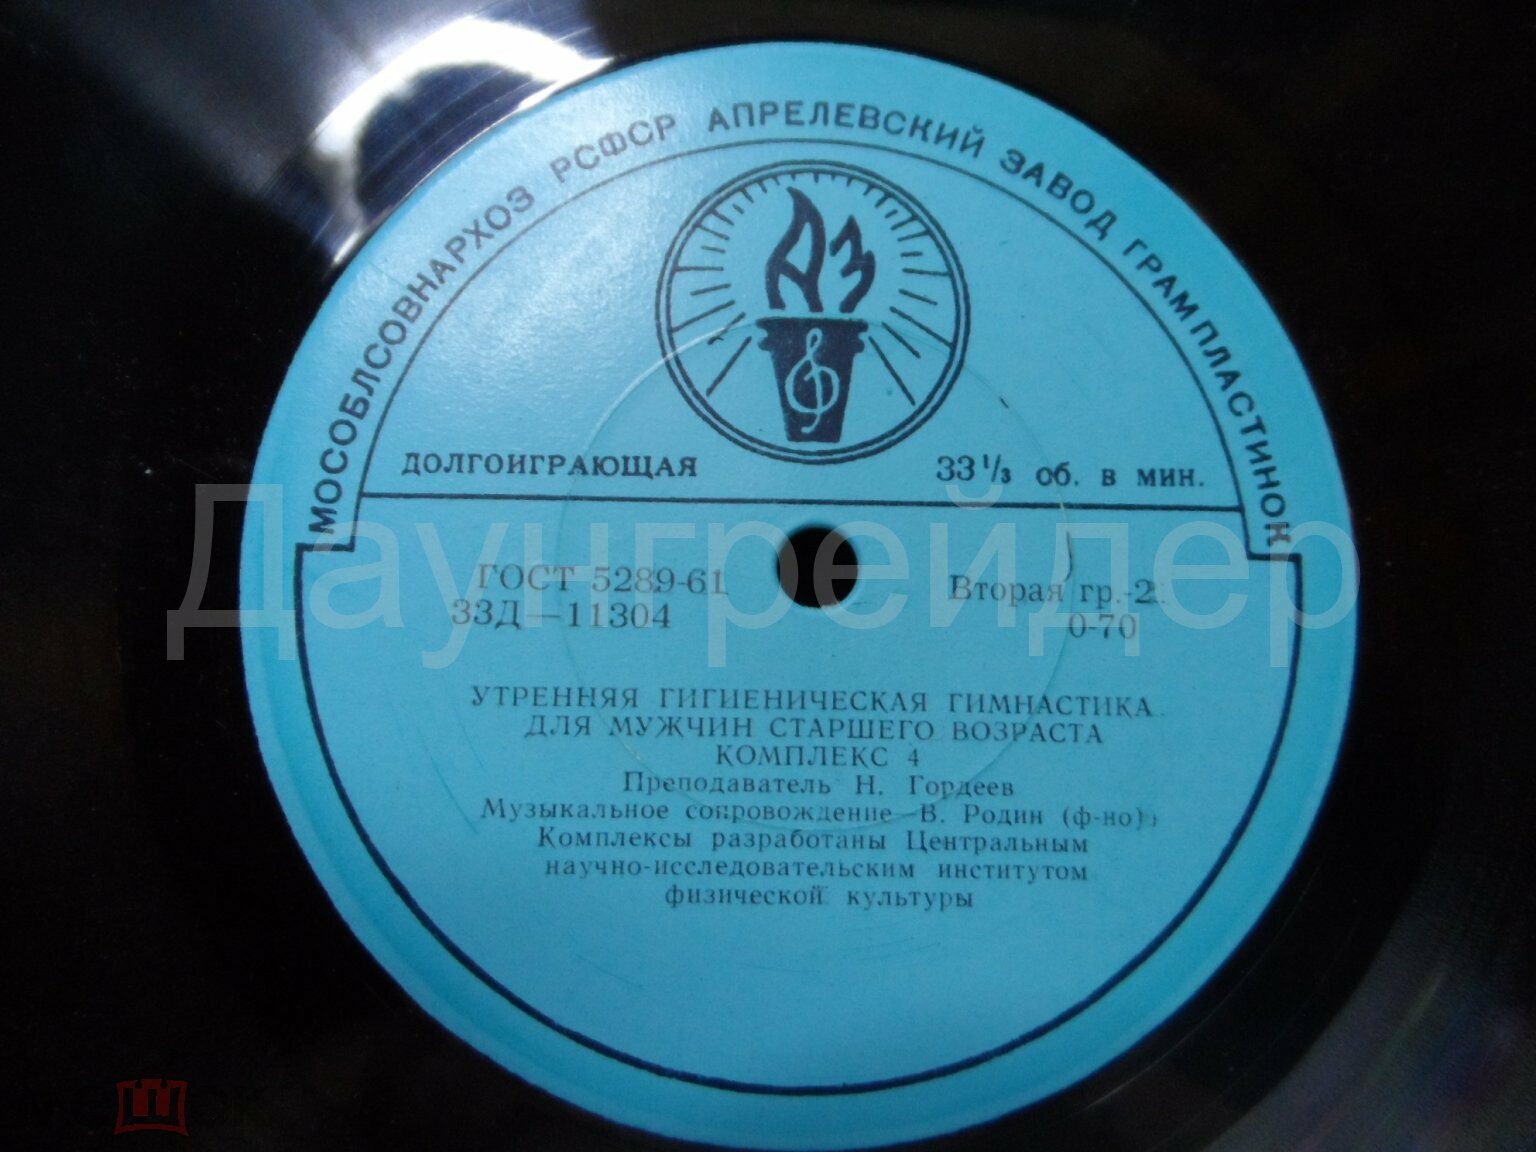 МОСОБЛСОВНАРХОЗ РСФСР АПРЕЛЕВСКИЙ ЗАВОД ГРАМПЛАСТИНОК
АЗ
ДОЛГОИГРАЮЩАЯ 33 1/3 об. в мин.
Даунгрейдер
ГОСТ 5289-61 Вторая гр.-2.
33Д—11304 0-70
УТРЕННЯЯ ГИГИЕНИЧЕСКАЯ ГИМНАСТИКА
ДЛЯ МУЖЧИН СТАРШЕГО ВОЗРАСТА
КОМПЛЕКС 4
Преподаватель Н. Гордеев
Музыкальное сопровождение—В. Родин (ф-но)
Комплексы разработаны Центральным
научно-исследовательским институтом
физической культуры